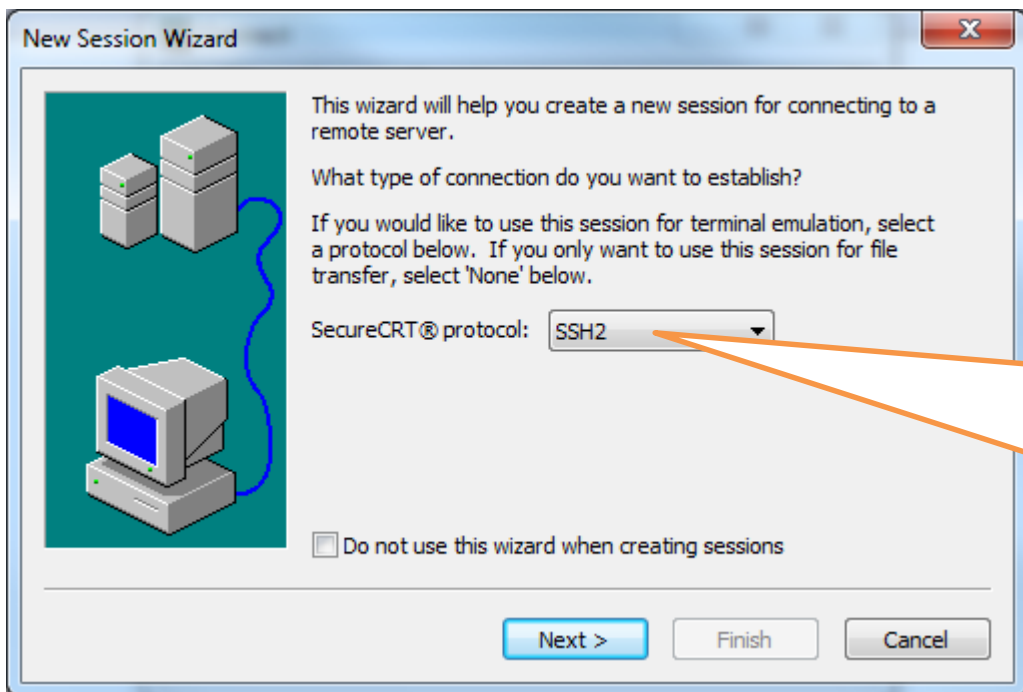 New Session Wizard
This wizard will help you create a new session for connecting to a
remote server.
What type of connection do you want to establish?
If you would like to use this session for terminal emulation, select
a protocol below.  If you only want to use this session for file
transfer, select 'None' below.
SecureCRT® protocol: SSH2
Do not use this wizard when creating sessions
Next > Finish Cancel